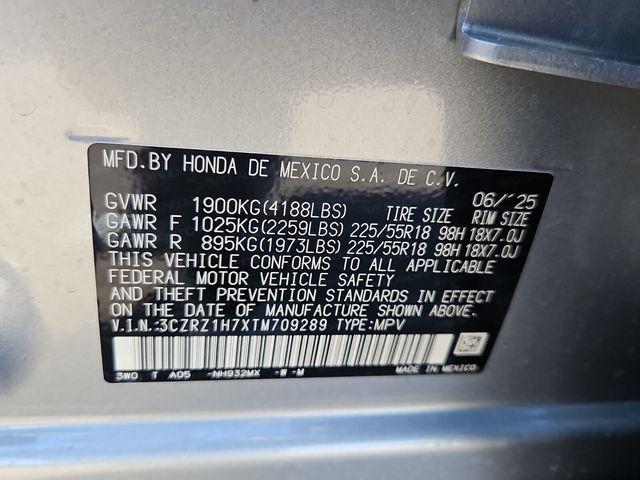 MFD.BY HONDA DE MEXICO S.A. DE C.V.
06/'25
GVWR 1900KG(4188LBS) TIRE SIZE RIM SIZE
GAWR F 1025KG(2259LBS) 225/55R18 98H 18X7.0J
GAWR R 895KG(1973LBS) 225/55R18 98H 18X7.0J
THIS VEHICLE CONFORMS TO ALL APPLICABLE
FEDERAL MOTOR VEHICLE SAFETY
AND THEFT PREVENTION STANDARDS IN EFFECT
ON THE DATE OF MANUFACTURE SHOWN ABOVE.
V.I.N.:3CZRZ1H7XTM709289 TYPE:MPV
3W0 T A05 -NH932MX -W -M MADE IN MEXICO